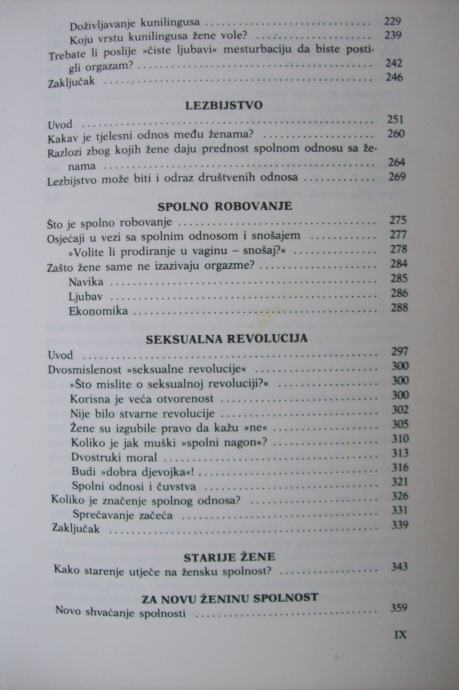 Doživljavanje kunilingusa . . . . . . . . . . . . . . . . . . . . . . . 229
Koju vrstu kunilingusa žene vole? . . . . . . . . . . . . . . . . 239
Trebate li poslije »čiste ljubavi« mesturbaciju da biste posti-
gli orgazam? . . . . . . . . . . . . . . . . . . . . . . . . . . . . . . . 242
Zaključak . . . . . . . . . . . . . . . . . . . . . . . . . . . . . . . . . . . . 246
LEZBIJSTVO
Uvod . . . . . . . . . . . . . . . . . . . . . . . . . . . . . . . . . . . . . . . . 251
Kakav je tjelesni odnos među ženama? . . . . . . . . . . . . . . . 260
Razlozi zbog kojih žene daju prednost spolnom odnosu sa že-
nama . . . . . . . . . . . . . . . . . . . . . . . . . . . . . . . . . . . . . 264
Lezbijstvo može biti i odraz društvenih odnosa . . . . . . . . . . 269
SPOLNO ROBOVANJE
Što je spolno robovanje . . . . . . . . . . . . . . . . . . . . . . . . . . 275
Osjećaji u vezi sa spolnim odnosom i snošajem . . . . . . . . . 277
»Volite li prodiranje u vaginu – snošaj?« . . . . . . . . . . . . 278
Zašto žene same ne izazivaju orgazme? . . . . . . . . . . . . . . . 284
Navika . . . . . . . . . . . . . . . . . . . . . . . . . . . . . . . . . . . . 285
Ljubav . . . . . . . . . . . . . . . . . . . . . . . . . . . . . . . . . . . . 286
Ekonomika . . . . . . . . . . . . . . . . . . . . . . . . . . . . . . . . . 288
SEKSUALNA REVOLUCIJA
Uvod . . . . . . . . . . . . . . . . . . . . . . . . . . . . . . . . . . . . . . . . 297
Dvosmislenost »seksualne revolucije« . . . . . . . . . . . . . . . . . 300
»Što mislite o seksualnoj revoluciji?« . . . . . . . . . . . . . . . 300
Korisna je veća otvorenost . . . . . . . . . . . . . . . . . . . . . . 300
Nije bilo stvarne revolucije . . . . . . . . . . . . . . . . . . . . . . 302
Žene su izgubile pravo da kažu »ne« . . . . . . . . . . . . . . . 305
Koliko je jak muški »spolni nagon«? . . . . . . . . . . . . . . . 310
Dvostruki moral . . . . . . . . . . . . . . . . . . . . . . . . . . . . . 313
Budi »dobra djevojka«! . . . . . . . . . . . . . . . . . . . . . . . . 316
Spolni odnosi i čuvstva . . . . . . . . . . . . . . . . . . . . . . . . 321
Koliko je značenje spolnog odnosa? . . . . . . . . . . . . . . . . . . 326
Sprečavanje začeća . . . . . . . . . . . . . . . . . . . . . . . . . . . 331
Zaključak . . . . . . . . . . . . . . . . . . . . . . . . . . . . . . . . . . . . 339
STARIJE ŽENE
Kako starenje utječe na žensku spolnost? . . . . . . . . . . . . . . 343
ZA NOVU ŽENINU SPOLNOST
Novo shvaćanje spolnosti . . . . . . . . . . . . . . . . . . . . . . . . . 359
IX